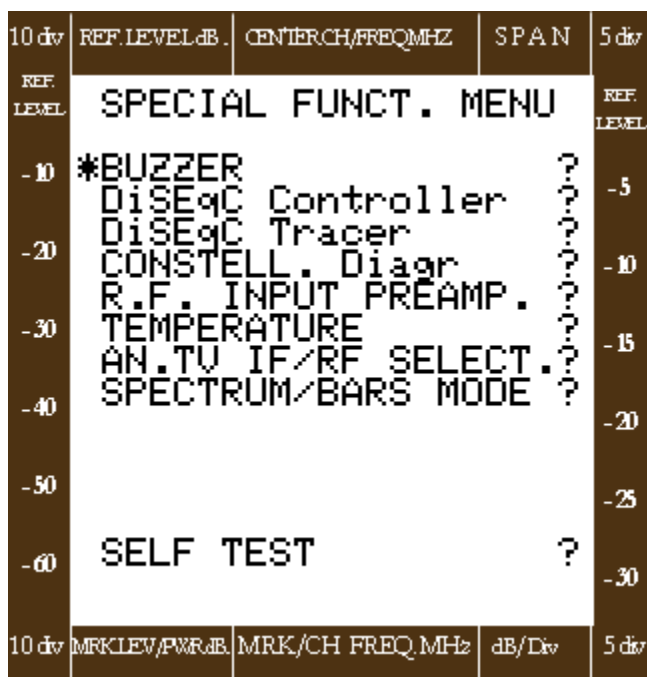 10 div REF.LEVEL dB. CENTER CH/FREQ MHZ SPAN 5 div
REF. LEVEL
SPECIAL FUNCT. MENU
REF. LEVEL
-10
*BUZZER ?
-5
DiSEqC Controller ?
DiSEqC Tracer ?
-20
CONSTELL. Diagr ?
-10
R.F. INPUT PREAMP. ?
-30
TEMPERATURE ?
-15
AN.TV IF/RF SELECT.?
SPECTRUM/BARS MODE ?
-40
-20
-50
-25
SELF TEST ?
-60
-30
10 div MRK.LEV/PWR.dB. MRK/CH FREQ.MHz dB/Div 5 div